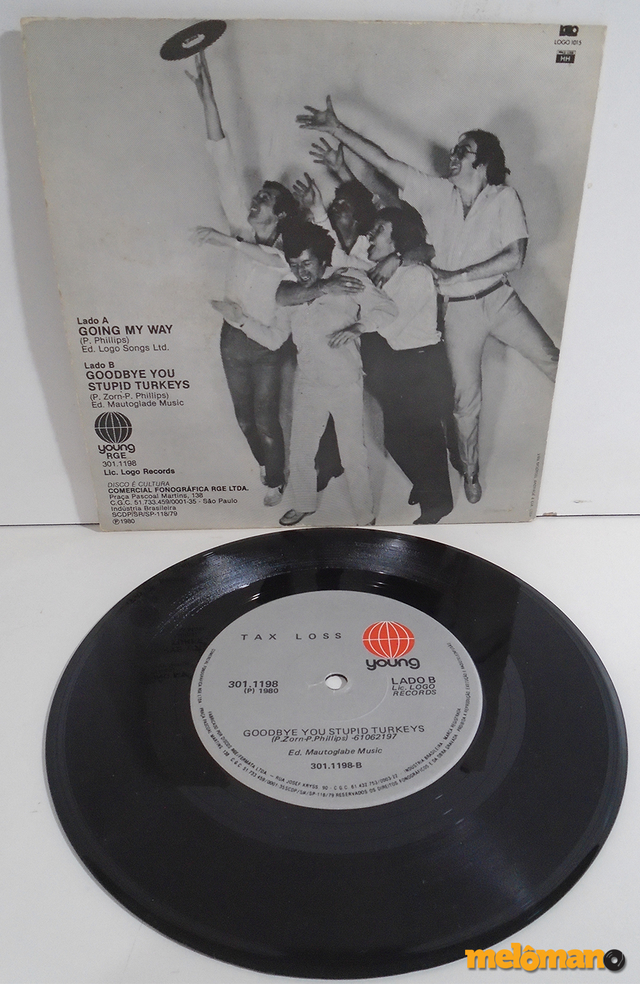 LOGO 1013
HH
Lado A
GOING MY WAY
(P. Phillips)
Ed. Logo Songs Ltd.
Lado B
GOODBYE YOU
STUPID TURKEYS
(P. Zorn-P. Phillips)
Ed. Mautoglade Music
young
RGE
301.1198
Lic. Logo Records
DISCO É CULTURA
COMERCIAL FONOGRÁFICA RGE LTDA.
Praça Pascoal Martins, 138
C.G.C. 51.733.459/0001-35 - São Paulo
Indústria Brasileira
SCDP/SR/SP-118/79
℗1980
TAX LOSS
young
301.1198
(P) 1980
LADO B
Lic. LOGO
RECORDS
GOODBYE YOU STUPID TURKEYS
(P.Zorn-P.Phillips) -61062197
Ed. Mautoglabe Music
301.1198-B
melômano